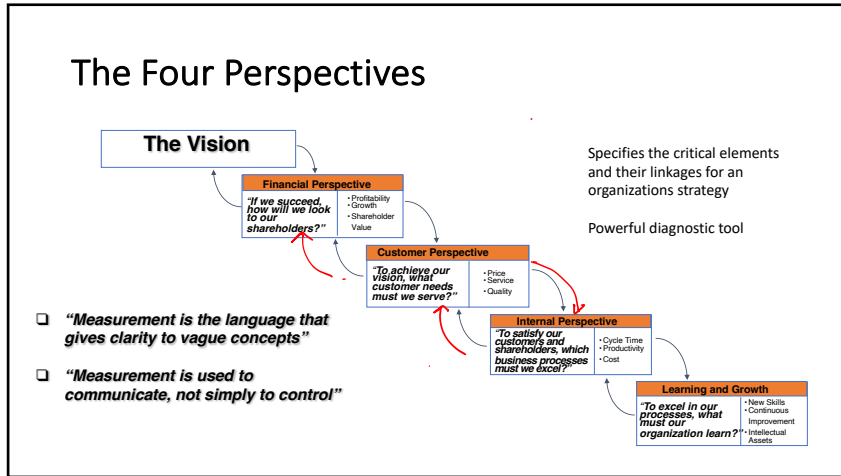 The Four Perspectives
The Vision
Specifies the critical elements
and their linkages for an
organizations strategy
Powerful diagnostic tool
Financial Perspective
"If we succeed,
how will we look
to our
shareholders?"
• Profitability
• Growth
• Shareholder
Value
Customer Perspective
"To achieve our
vision, what
customer needs
must we serve?"
• Price
• Service
• Quality
Internal Perspective
"To satisfy our
customers and
shareholders, which
business processes
must we excel?"
• Cycle Time
• Productivity
• Cost
Learning and Growth
"To excel in our
processes, what
must our
organization learn?"
• New Skills
• Continuous
Improvement
• Intellectual
Assets
❑ "Measurement is the language that
gives clarity to vague concepts"
❑ "Measurement is used to
communicate, not simply to control"